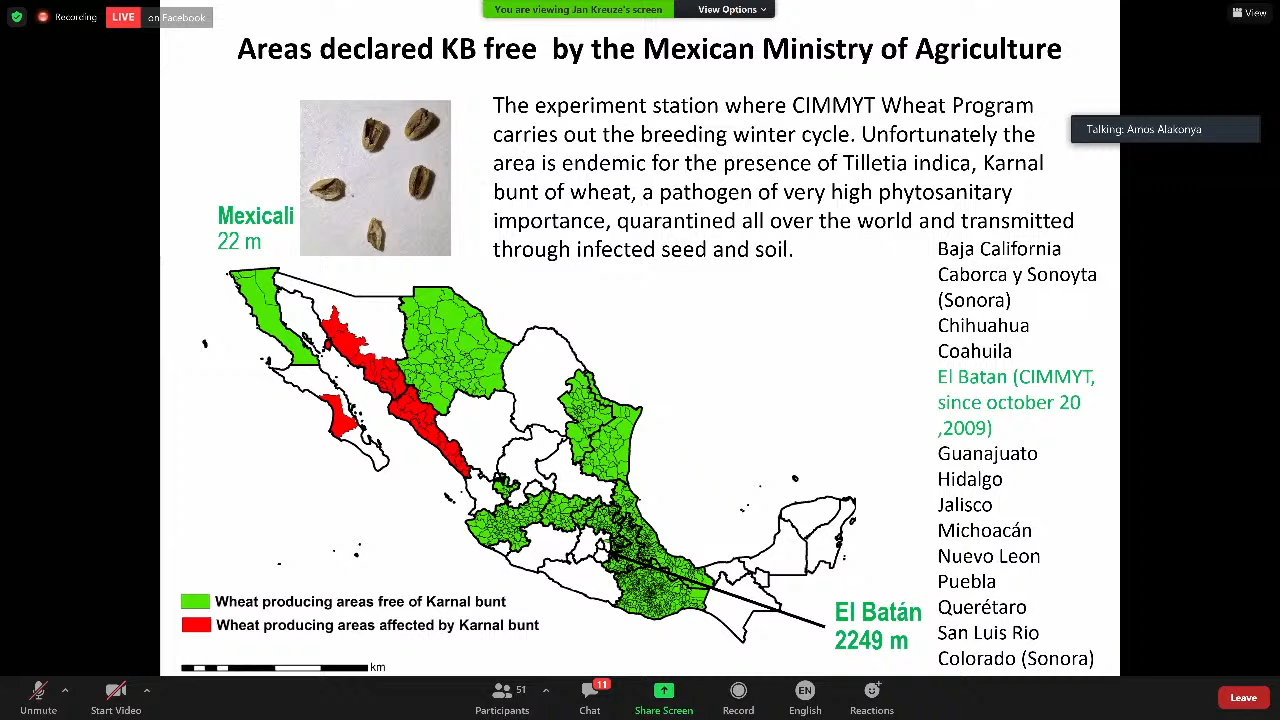 Recording
LIVE on Facebook
You are viewing Jan Kreuze's screen
View Options
View
Areas declared KB free by the Mexican Ministry of Agriculture
The experiment station where CIMMYT Wheat Program
carries out the breeding winter cycle. Unfortunately the
area is endemic for the presence of Tilletia indica, Karnal
bunt of wheat, a pathogen of very high phytosanitary
importance, quarantined all over the world and transmitted
through infected seed and soil.
Talking: Amos Alakonya
Mexicali
22 m
Baja California
Caborca y Sonoyta
(Sonora)
Chihuahua
Coahuila
El Batan (CIMMYT,
since october 20
,2009)
Guanajuato
Hidalgo
Jalisco
Michoacán
Nuevo Leon
Puebla
Querétaro
San Luis Rio
Colorado (Sonora)
Wheat producing areas free of Karnal bunt
Wheat producing areas affected by Karnal bunt
El Batán
2249 m
km
Unmute
Start Video
51
Participants
11
Chat
Share Screen
Record
EN
English
Reactions
Leave